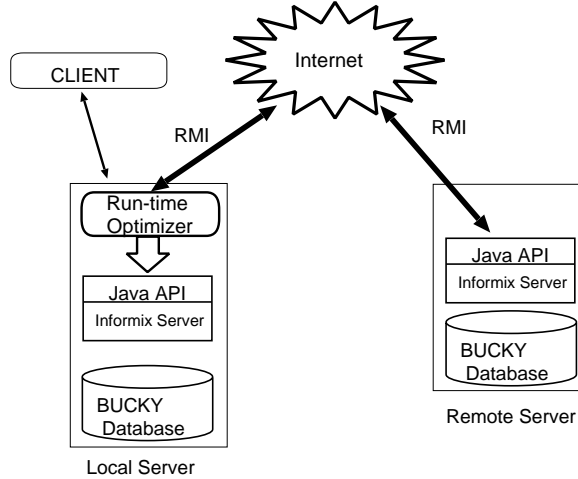 Internet
CLIENT
RMI
RMI
Run-time
Optimizer
Java API
Informix Server
BUCKY
Database
Local Server
Java API
Informix Server
BUCKY
Database
Remote Server